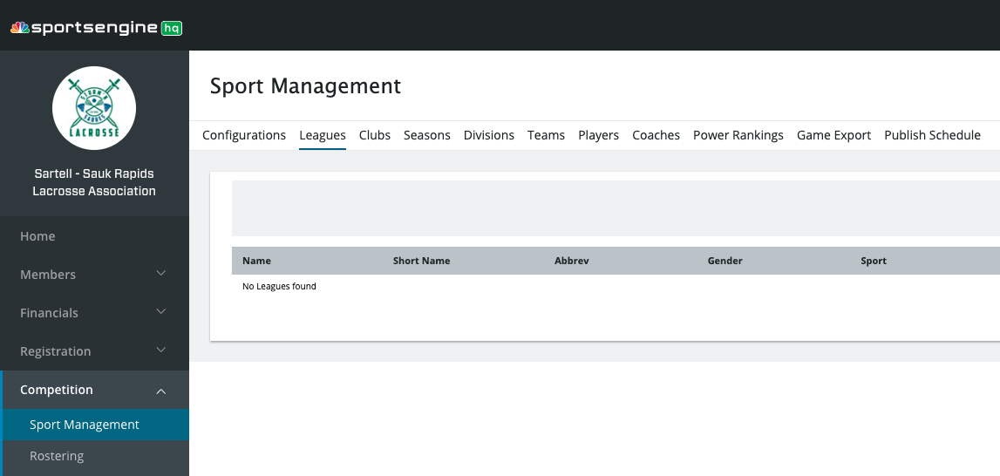 sportsengine hq
Sport Management
STORM'N
SABRES
LACROSSE
Sartell - Sauk Rapids
Lacrosse Association
Configurations Leagues Clubs Seasons Divisions Teams Players Coaches Power Rankings Game Export Publish Schedule
Home
Members
Financials
Registration
Competition
Sport Management
Rostering
Name Short Name Abbrev Gender Sport
No Leagues found